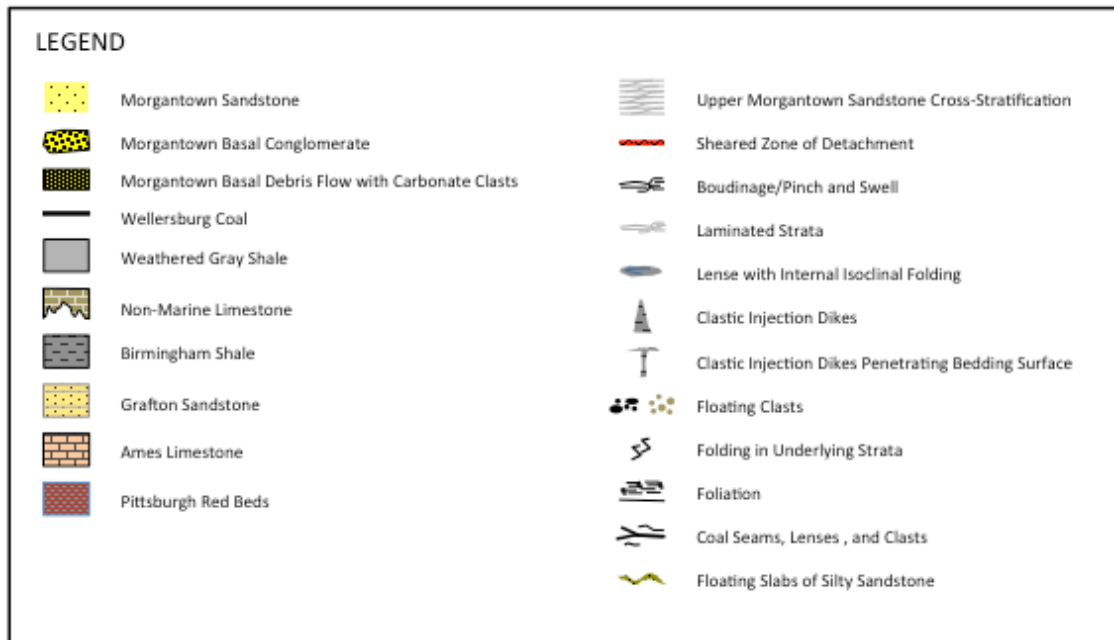 LEGEND
Morgantown Sandstone
Morgantown Basal Conglomerate
Morgantown Basal Debris Flow with Carbonate Clasts
Wellersburg Coal
Weathered Gray Shale
Non-Marine Limestone
Birmingham Shale
Grafton Sandstone
Ames Limestone
Pittsburgh Red Beds
Upper Morgantown Sandstone Cross-Stratification
Sheared Zone of Detachment
Boudinage/Pinch and Swell
Laminated Strata
Lense with Internal Isoclinal Folding
Clastic Injection Dikes
Clastic Injection Dikes Penetrating Bedding Surface
Floating Clasts
Folding in Underlying Strata
Foliation
Coal Seams, Lenses , and Clasts
Floating Slabs of Silty Sandstone